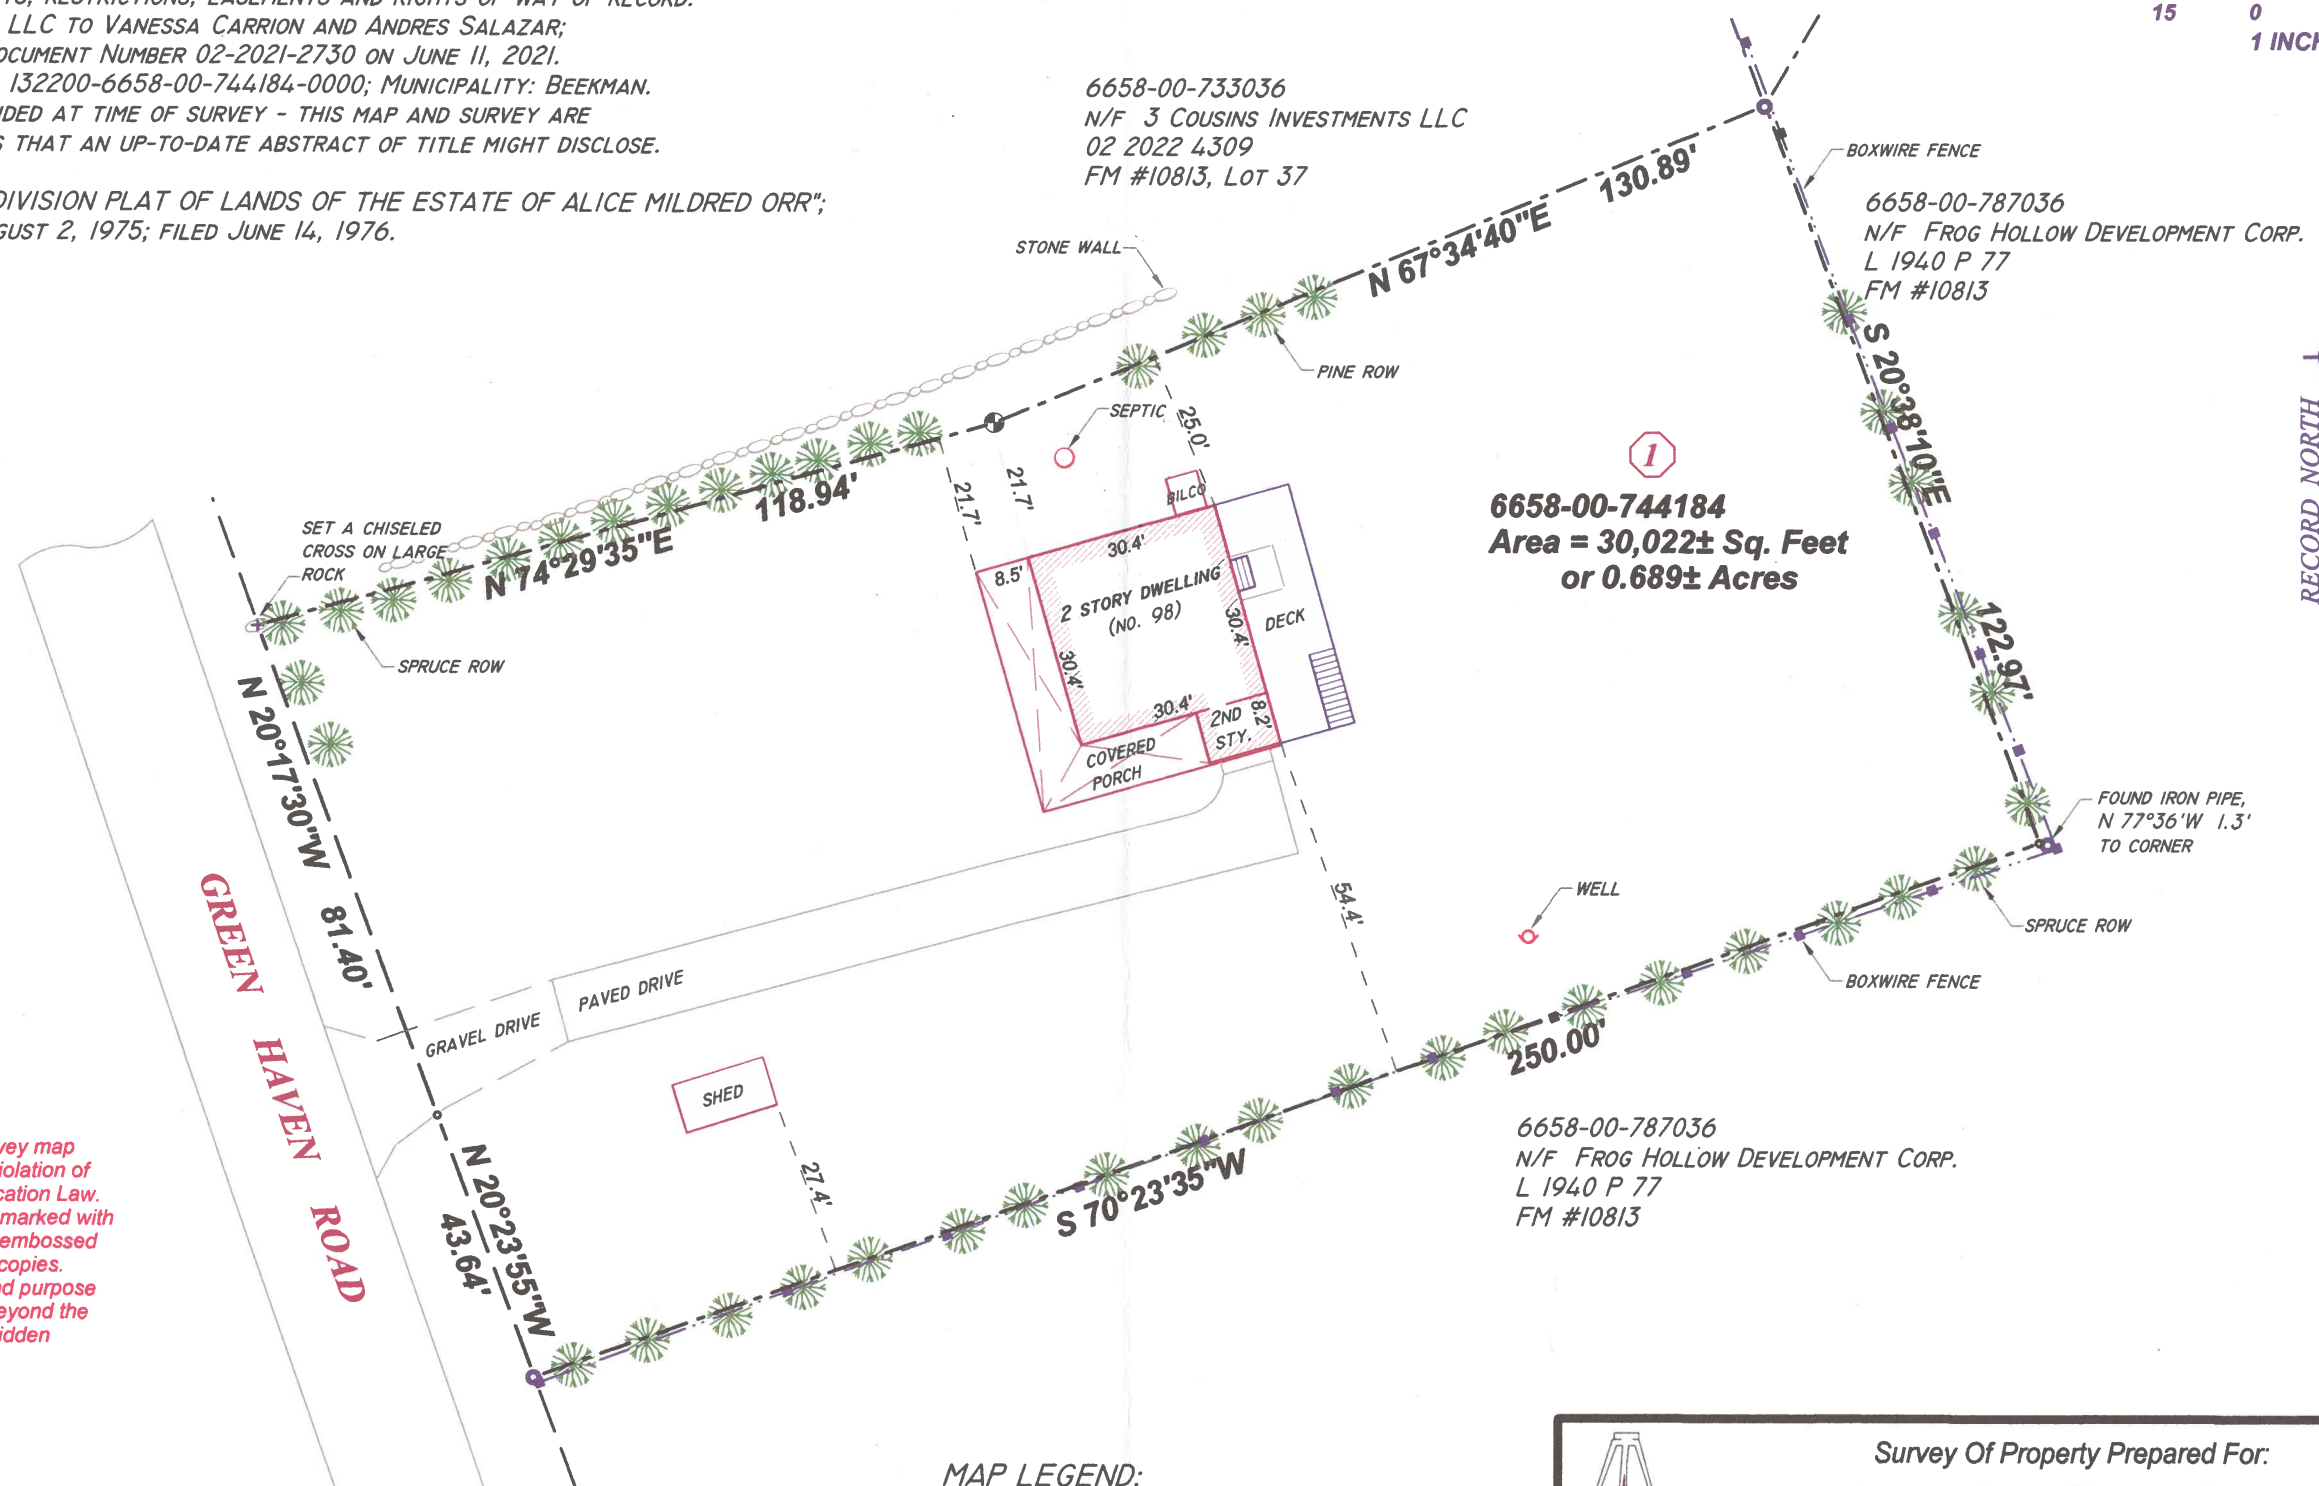 LLC TO VANESSA CARRION AND ANDRES SALAZAR;
DOCUMENT NUMBER 02-2021-2730 ON JUNE 11, 2021.
132200-6658-00-744184-0000; MUNICIPALITY: BEEKMAN.
AT TIME OF SURVEY - THIS MAP AND SURVEY ARE
THAT AN UP-TO-DATE ABSTRACT OF TITLE MIGHT DISCLOSE.
DIVISION PLAT OF LANDS OF THE ESTATE OF ALICE MILDRED ORR";
GUST 2, 1975; FILED JUNE 14, 1976.
15 0
1 INCH
6658-00-733036
N/F 3 COUSINS INVESTMENTS LLC
02 2022 4309
FM #10813, LOT 37
BOXWIRE FENCE
6658-00-787036
N/F FROG HOLLOW DEVELOPMENT CORP.
L 1940 P 77
FM #10813
RECORD NORTH
STONE WALL
N 67°34'40"E 130.89'
PINE ROW
SEPTIC
25.0'
21.7'
21.7'
S 20°38'10"E 122.97'
1
6658-00-744184
Area = 30,022± Sq. Feet
or 0.689± Acres
SET A CHISELED
CROSS ON LARGE
ROCK
N 74°29'35"E 118.94'
SPRUCE ROW
BILCO
30.4'
8.5'
2 STORY DWELLING
(NO. 98)
30.4'
30.4'
30.4'
DECK
2ND
STY.
8.2'
COVERED
PORCH
N 20°17'30"W 81.40'
GREEN HAVEN ROAD
FOUND IRON PIPE,
N 77°36'W 1.3'
TO CORNER
54.4'
WELL
SPRUCE ROW
BOXWIRE FENCE
PAVED DRIVE
GRAVEL DRIVE
SHED
27.4'
250.00'
S 70°23'35"W
N 20°23'55"W
43.64'
6658-00-787036
N/F FROG HOLLOW DEVELOPMENT CORP.
L 1940 P 77
FM #10813
vey map
iolation of
cation Law.
marked with
embossed
copies.
d purpose
eyond the
idden
MAP LEGEND:
Survey Of Property Prepared For: